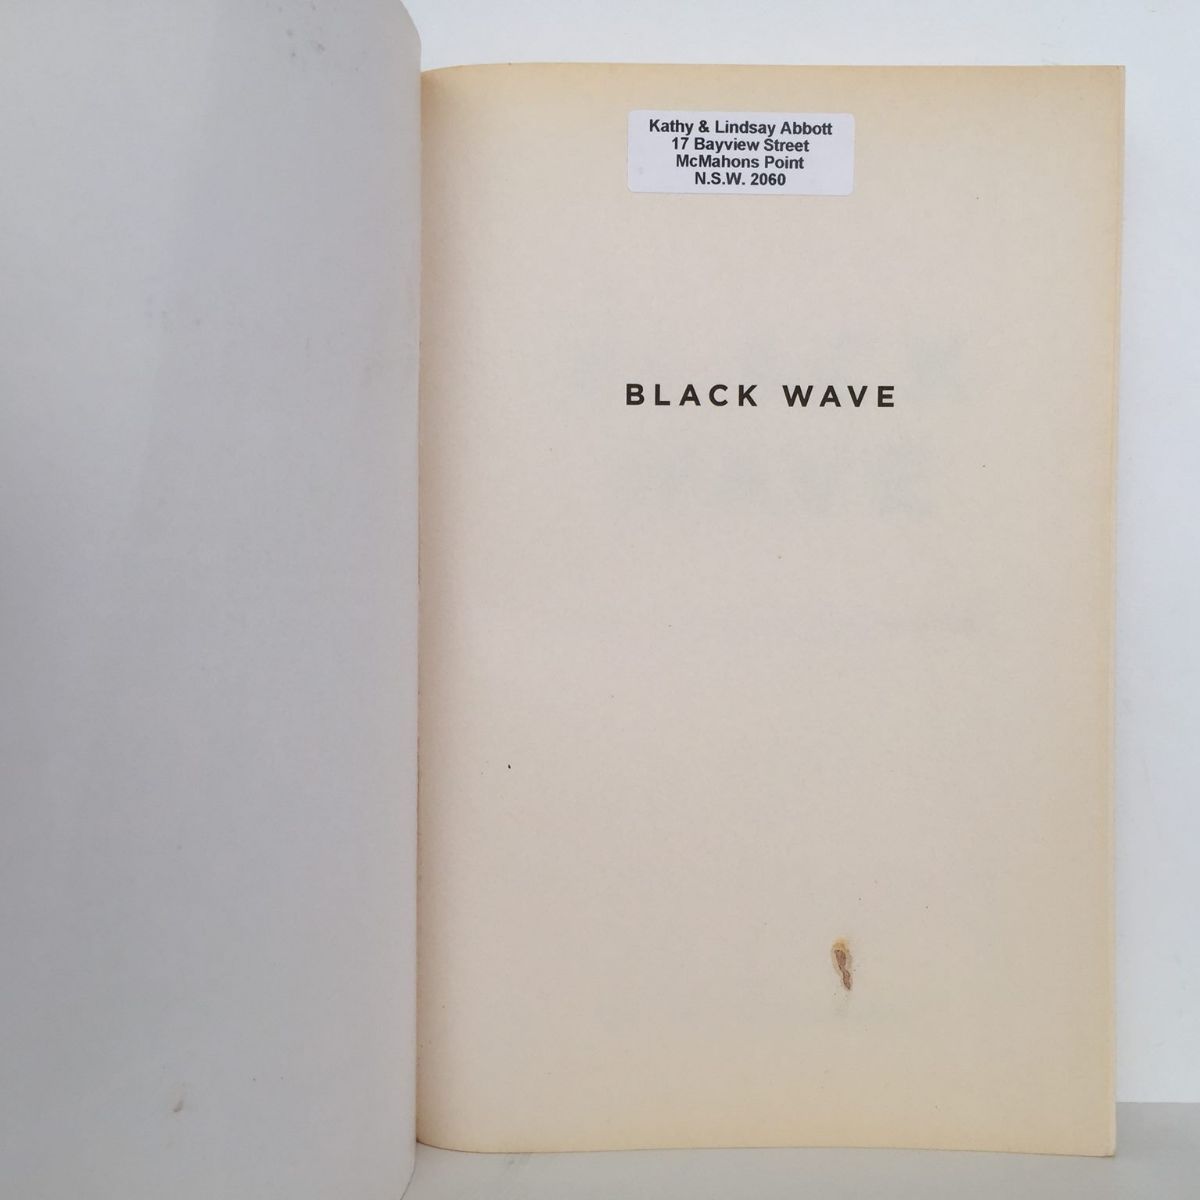 Kathy & Lindsay Abbott
17 Bayview Street
McMahons Point
N.S.W. 2060
BLACK WAVE